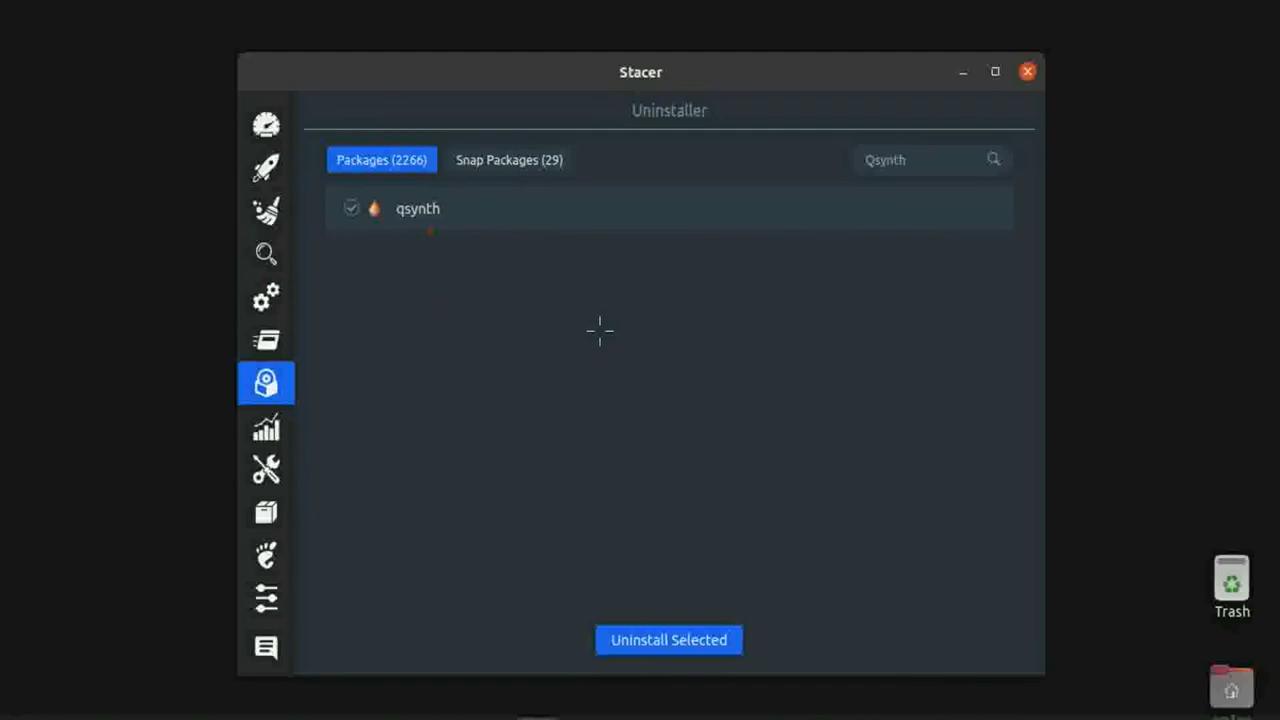 Stacer
Uninstaller
Packages (2266)
Snap Packages (29)
Qsynth
qsynth
Uninstall Selected
Trash